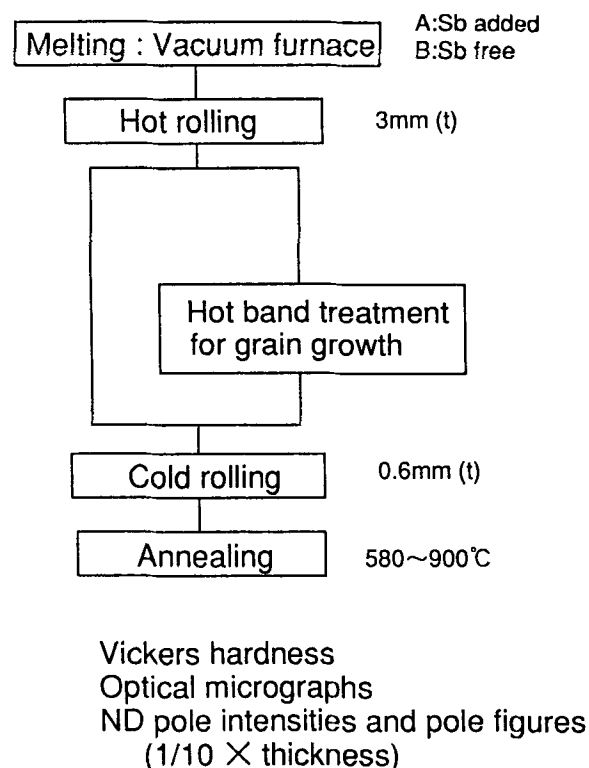 Melting : Vacuum furnace
A:Sb added
B:Sb free
Hot rolling
3mm (t)
Hot band treatment
for grain growth
Cold rolling
0.6mm (t)
Annealing
580～900℃
Vickers hardness
Optical micrographs
ND pole intensities and pole figures
(1/10 × thickness)